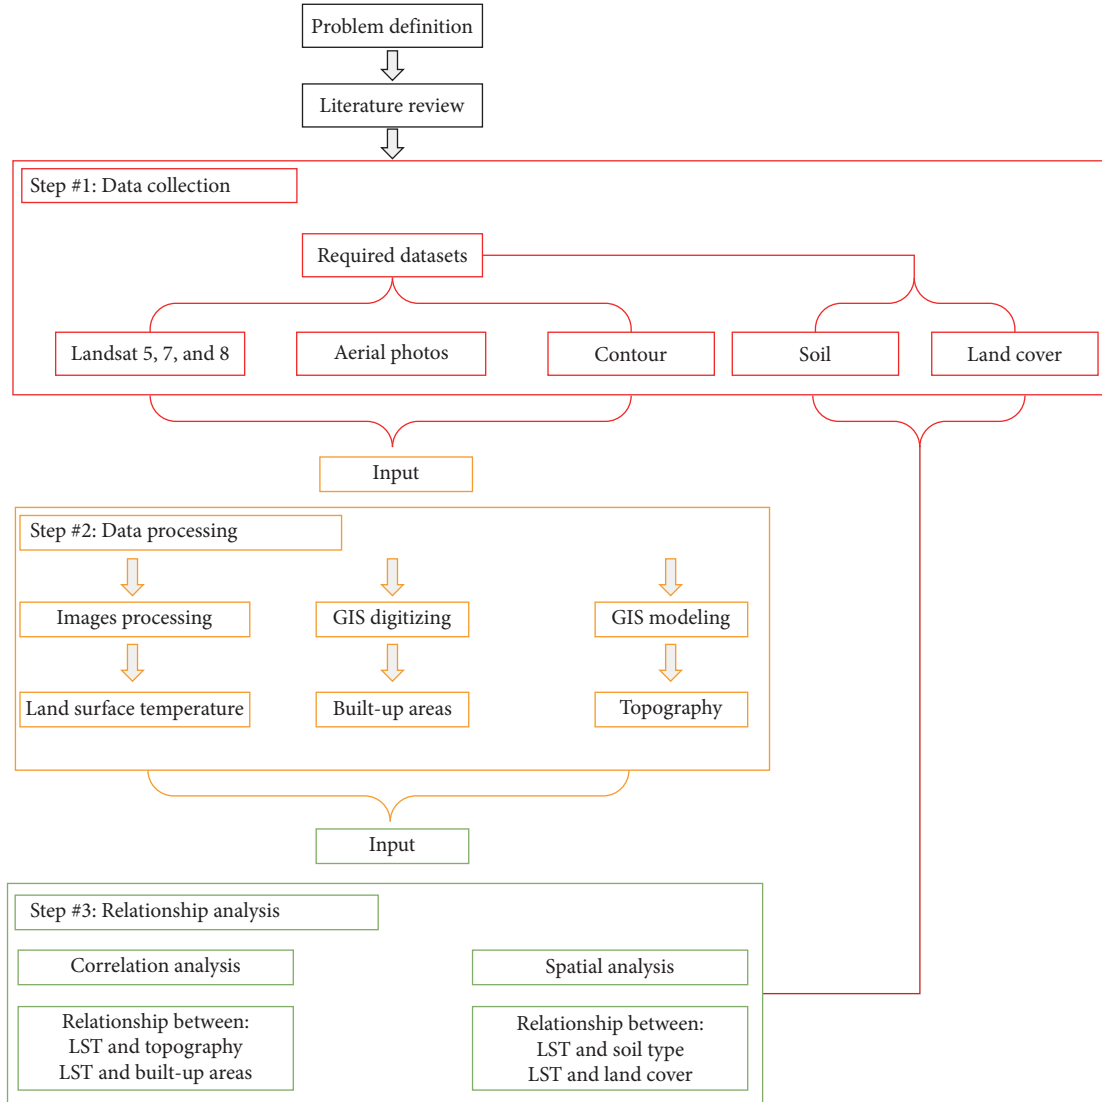 Problem definition
Literature review
Step #1: Data collection
Required datasets
Landsat 5, 7, and 8
Aerial photos
Contour
Soil
Land cover
Input
Step #2: Data processing
Images processing
GIS digitizing
GIS modeling
Land surface temperature
Built-up areas
Topography
Input
Step #3: Relationship analysis
Correlation analysis
Spatial analysis
Relationship between:
LST and topography
LST and built-up areas
Relationship between:
LST and soil type
LST and land cover